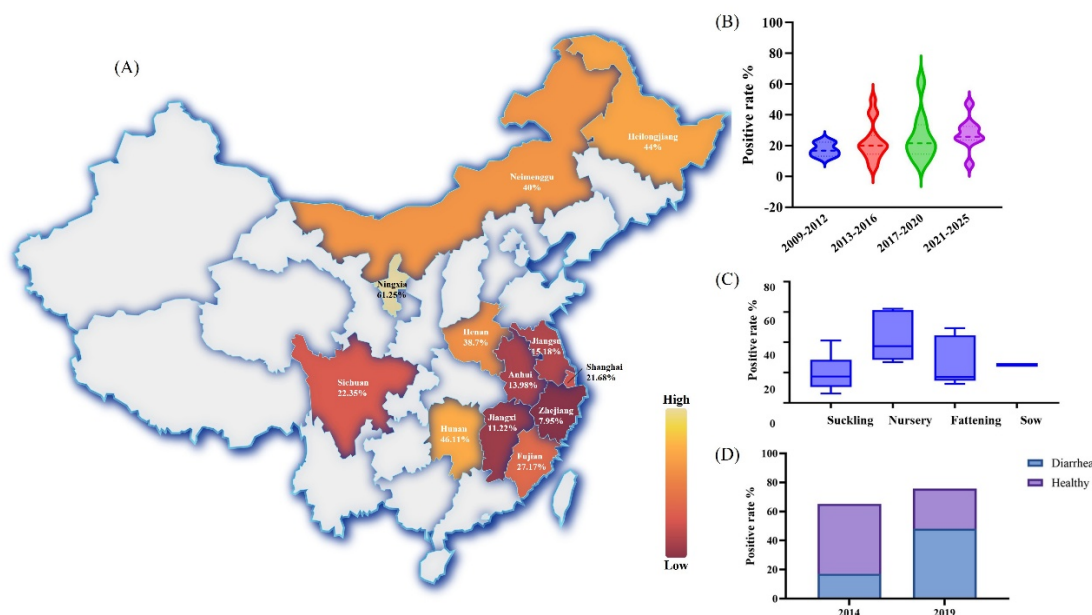 (A)
Heilongjiang
44%
Neimenggu
40%
Ningxia
61.25%
Henan
38.7%
Jiangsu
15.18%
Shanghai
21.68%
Anhui
13.98%
Sichuan
22.35%
Zhejiang
7.95%
Jiangxi
11.22%
Hunan
46.11%
Fujian
27.17%
High
Low
(B)
Positive rate %
100
80
60
40
20
0
-20
2009-2012
2013-2016
2017-2020
2021-2025
(C)
Positive rate %
80
60
40
20
0
Suckling
Nursery
Fattening
Sow
(D)
Diarrhea
Healthy
Positive rate %
100
80
60
40
20
0
2014
2019